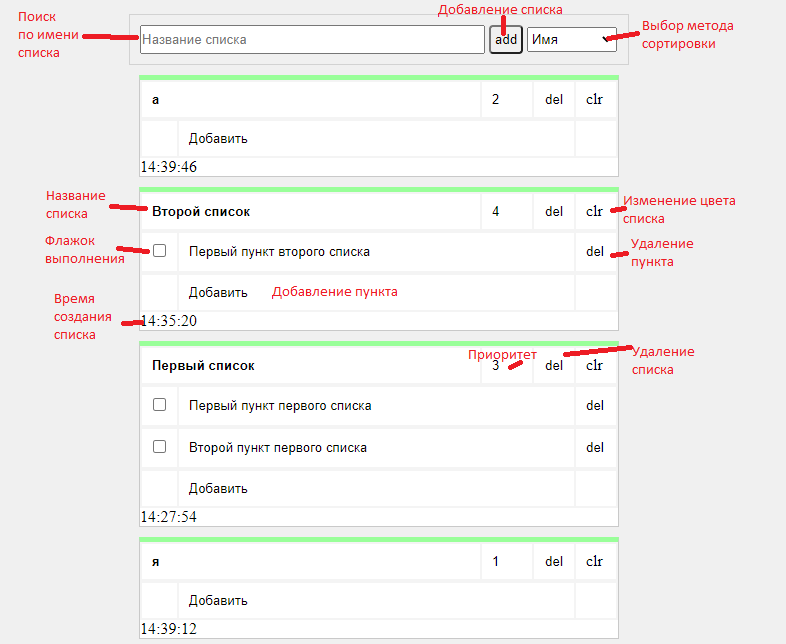 Добавление списка
Поиск
по имени
списка
Название списка
add
Имя
Выбор метода
сортировки
а
2
del
clr
Добавить
14:39:46
Название
списка
Второй список
4
del
clr
Изменение цвета
списка
Флажок
выполнения
Первый пункт второго списка
del
Удаление
пункта
Добавить
Добавление пункта
Время
создания
списка
14:35:20
Приоритет
Первый список
3
del
clr
Удаление
списка
Первый пункт первого списка
del
Второй пункт первого списка
del
Добавить
14:27:54
я
1
del
clr
Добавить
14:39:12